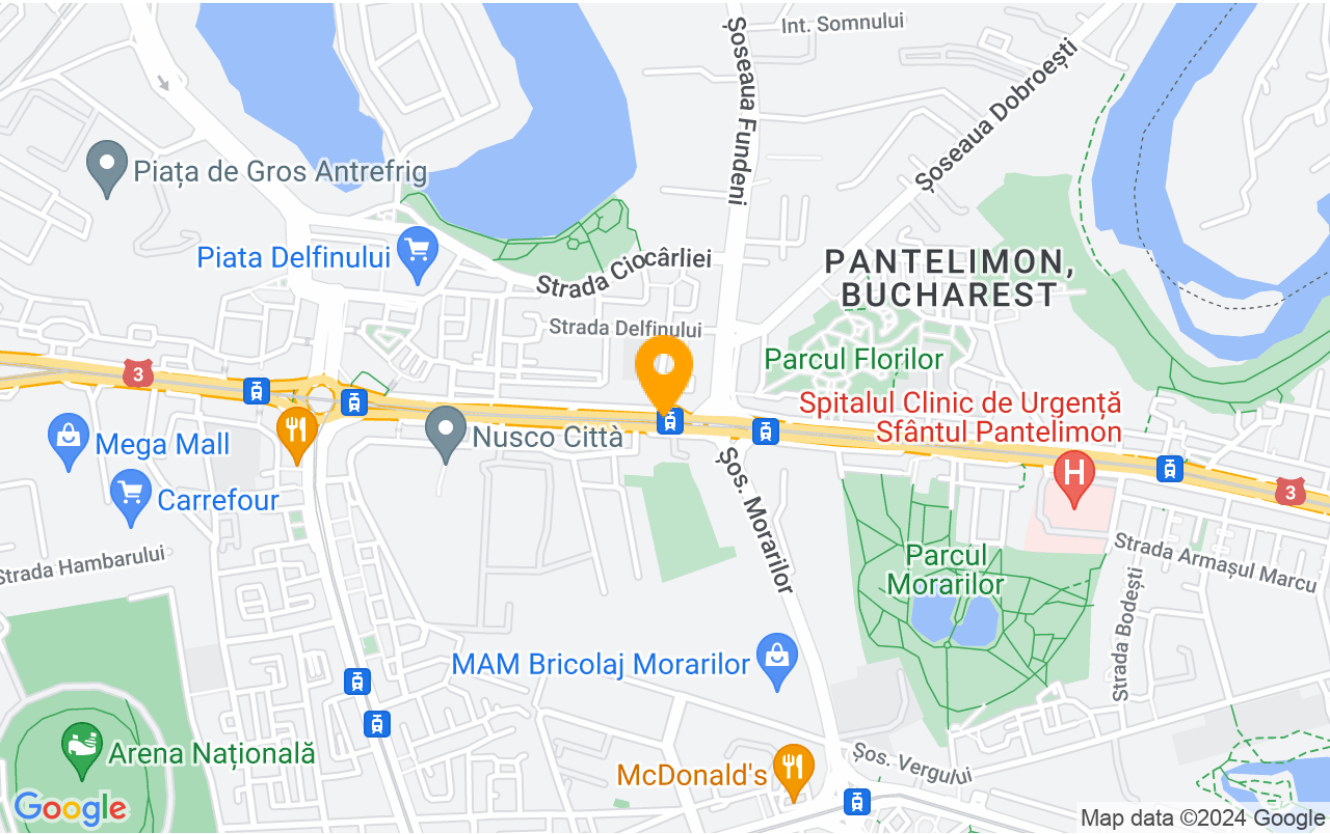 Int. Somnului
Șoseaua Fundeni
Șoseaua Dobroești
Piața de Gros Antrefrig
Piata Delfinului
Strada Ciocârliei
PANTELIMON,
BUCHAREST
Strada Delfinului
Parcul Florilor
3
Spitalul Clinic de Urgență
Sfântul Pantelimon
Mega Mall
Nusco Città
H
3
Carrefour
Șos. Morarilor
Strada Hambarului
Parcul
Morarilor
Strada Armașul Marcu
Strada Bodești
MAM Bricolaj Morarilor
Arena Națională
Șos. Vergului
McDonald's
Google
Map data ©2024 Google